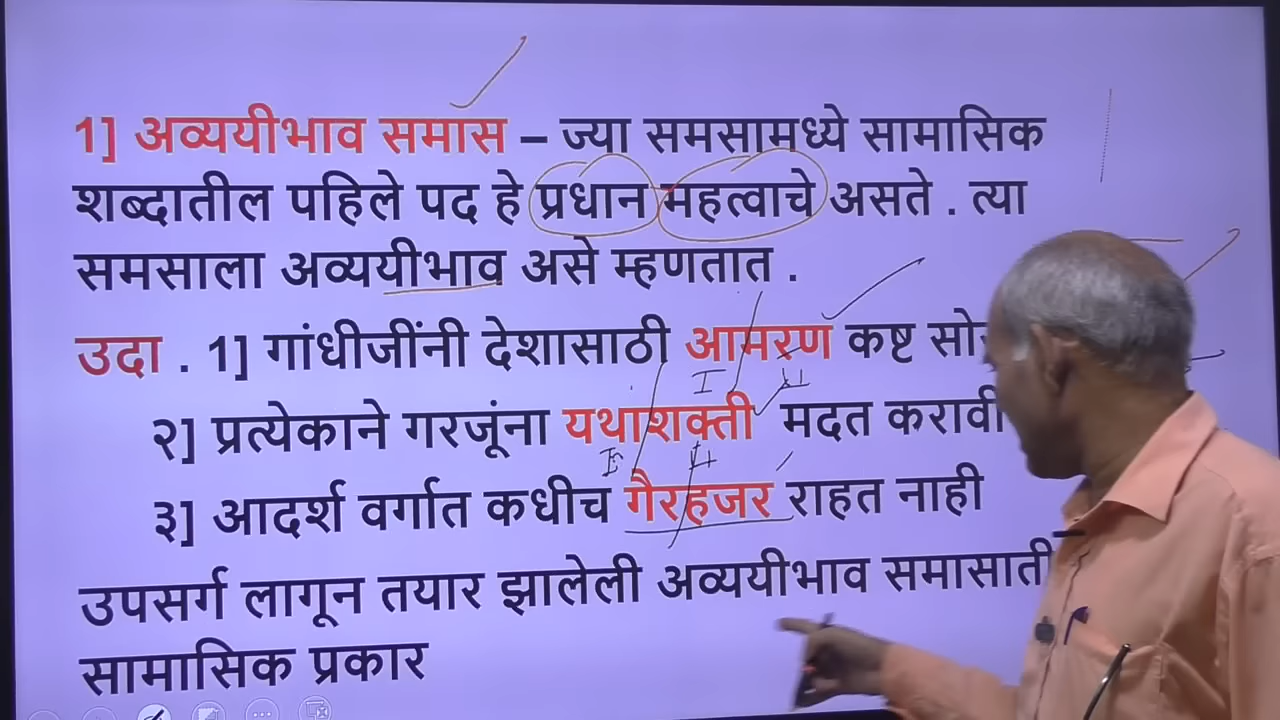 1] अव्ययीभाव समास – ज्या समसामध्ये सामासिक
शब्दातील पहिले पद हे प्रधान महत्वाचे असते . त्या
समसाला अव्ययीभाव असे म्हणतात .
उदा . 1] गांधीजींनी देशासाठी आमरण कष्ट
I II
२] प्रत्येकाने गरजूंना यथाशक्ती मदत करावी
I II
३] आदर्श वर्गात कधीच गैरहजर राहत नाही
उपसर्ग लागून तयार झालेली अव्ययीभाव
सामासिक प्रकार